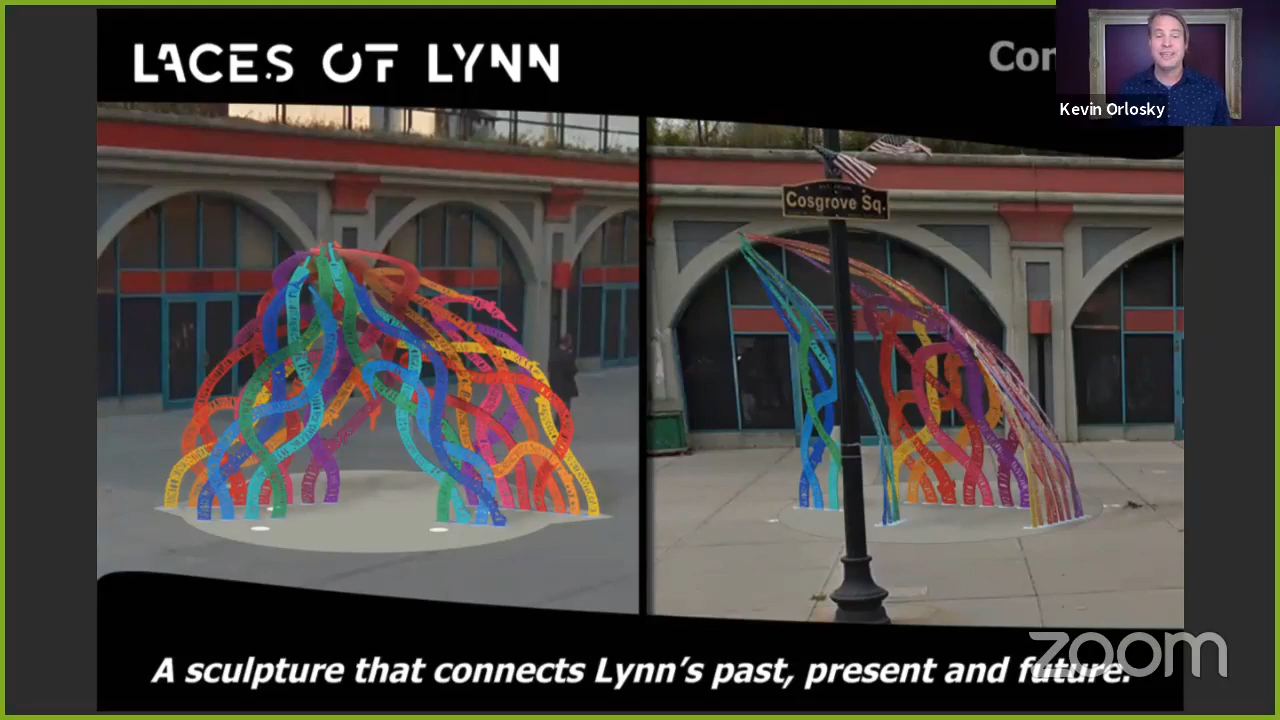 LACES OF LYNN
Con
Kevin Orlosky
Cosgrove Sq.
A sculpture that connects Lynn's past, present and future.
zoom